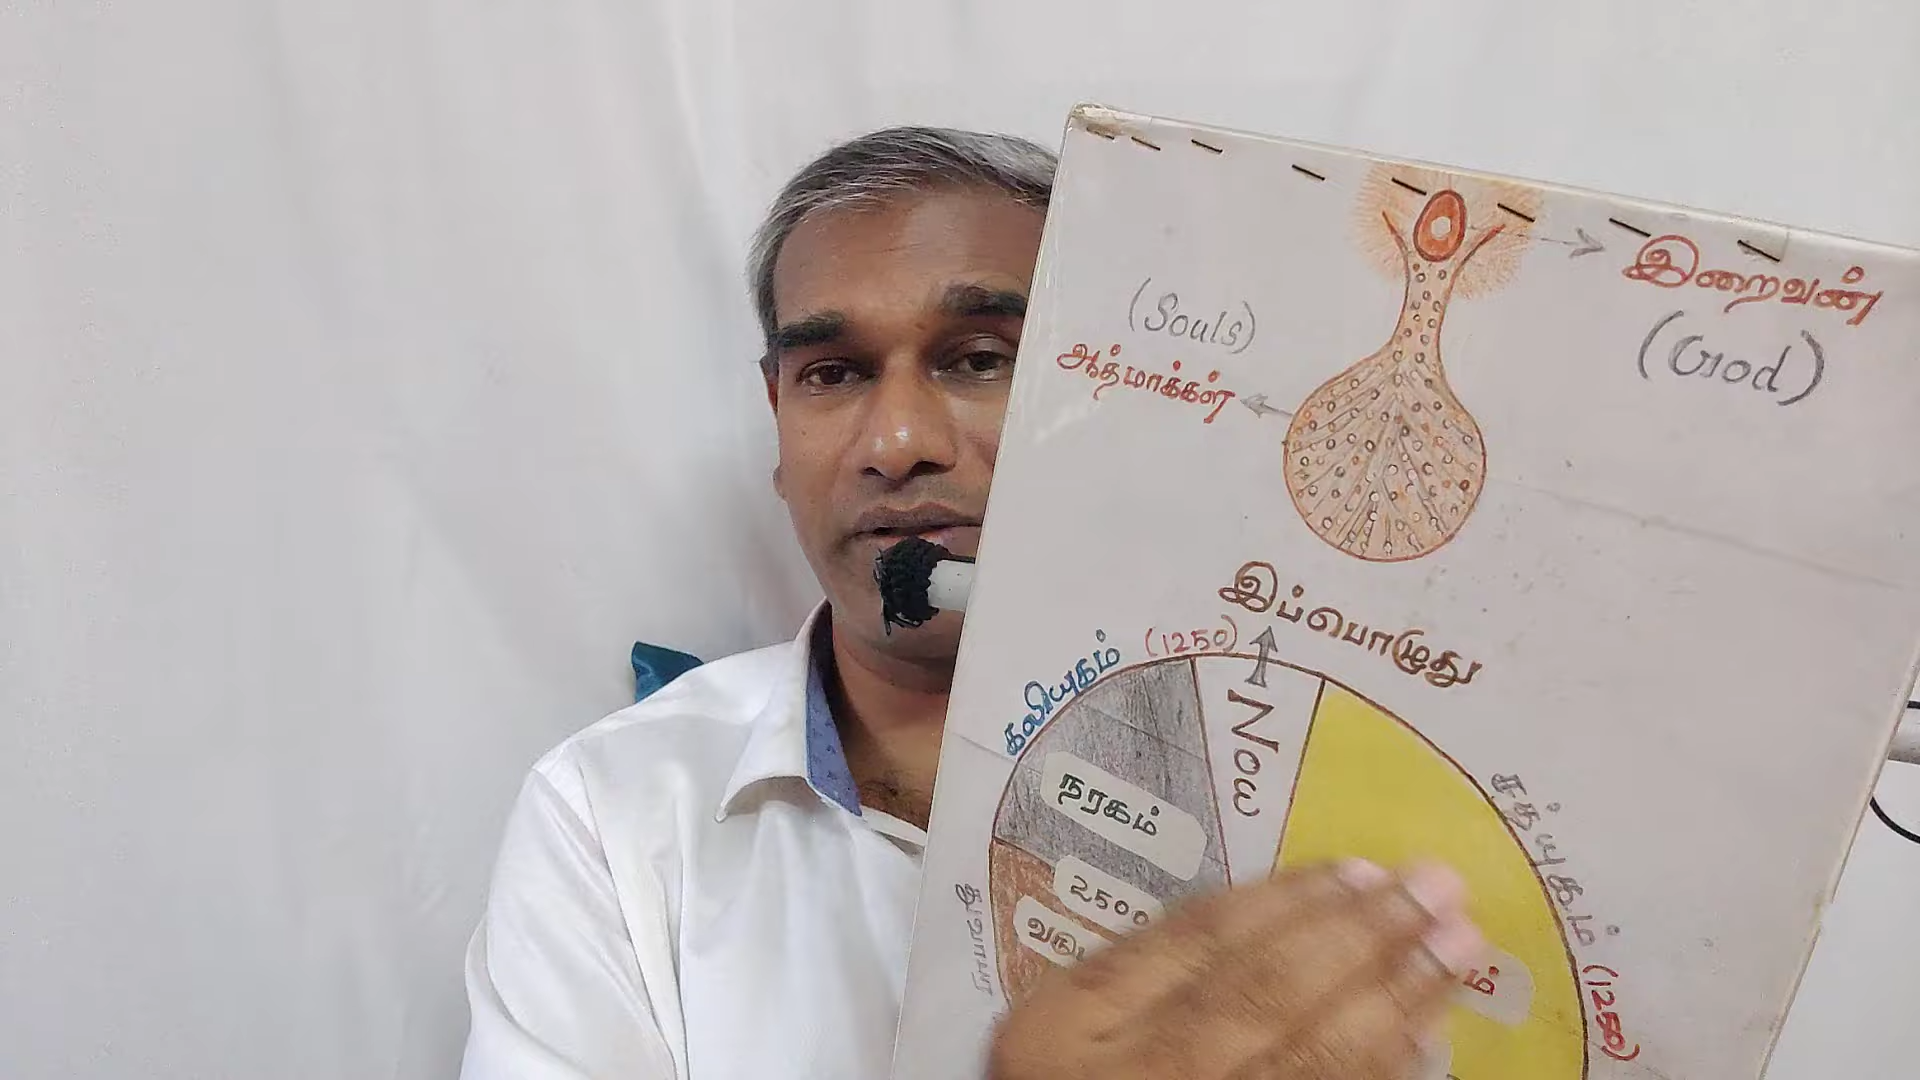 இறைவன்
(God)
(Souls)
ஆத்மாக்கள்
இப்பொழுது
(1250)
கலியுகம்
Now
நரகம்
2500
சத்யுகம் (1250)